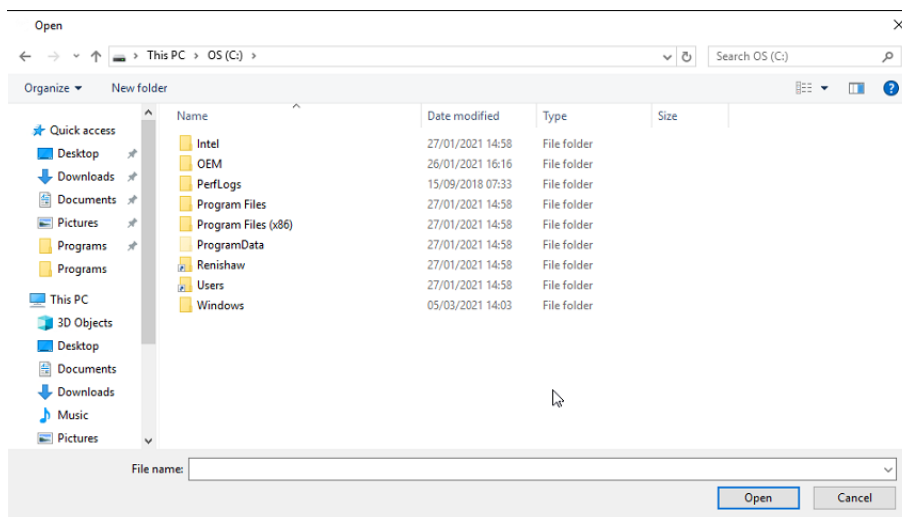 Open
This PC > OS (C:) >
Search OS (C:)
Organize
New folder
Quick access
Desktop
Downloads
Documents
Pictures
Programs
Programs
This PC
3D Objects
Desktop
Documents
Downloads
Music
Pictures
Name Date modified Type Size
Intel 27/01/2021 14:58 File folder
OEM 26/01/2021 16:16 File folder
PerfLogs 15/09/2018 07:33 File folder
Program Files 27/01/2021 14:58 File folder
Program Files (x86) 27/01/2021 14:58 File folder
ProgramData 27/01/2021 14:58 File folder
Renishaw 27/01/2021 14:58 File folder
Users 27/01/2021 14:58 File folder
Windows 05/03/2021 14:03 File folder
File name:
Open
Cancel